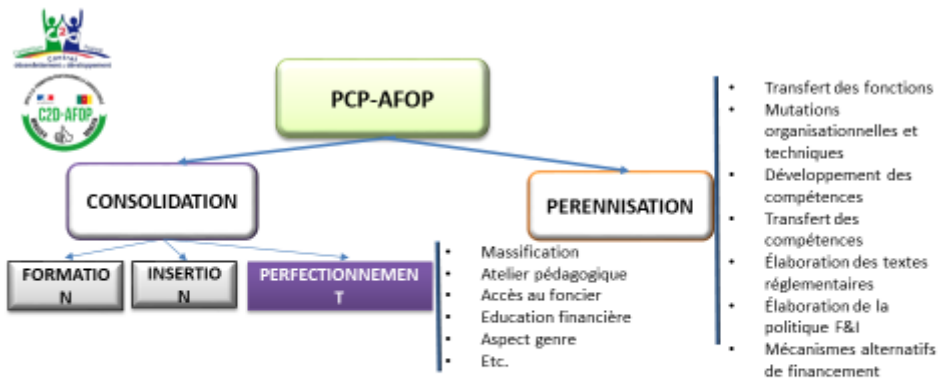 C2D
C2D-AFOP
PCP-AFOP
CONSOLIDATION
PERENNISATION
FORMATIO
N
INSERTIO
N
PERFECTIONNEMEN
T
• Massification
• Atelier pédagogique
• Accès au foncier
• Education financière
• Aspect genre
• Etc.
• Transfert des fonctions
• Mutations
organisationnelles et
techniques
• Développement des
compétences
• Transfert des
compétences
• Élaboration des textes
réglementaires
• Élaboration de la
politique F&I
• Mécanismes alternatifs
de financement